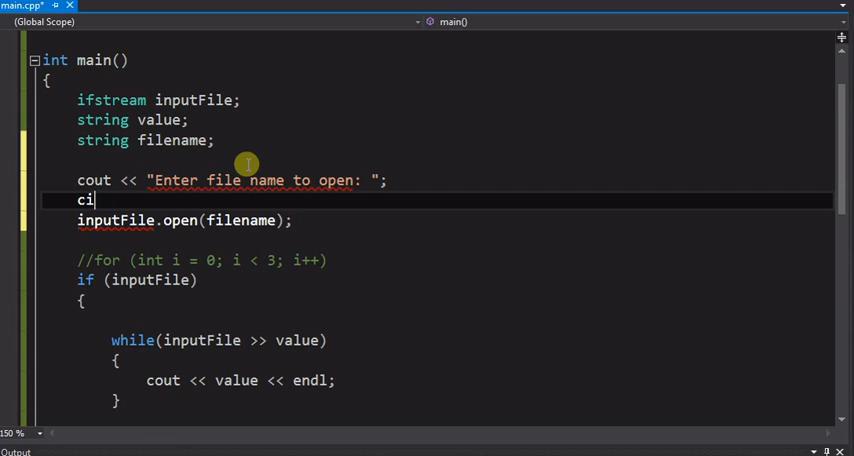 main.cpp*
(Global Scope) main()
int main()
{
ifstream inputFile;
string value;
string filename;
cout << "Enter file name to open: ";
ci
inputFile.open(filename);
//for (int i = 0; i < 3; i++)
if (inputFile)
{
while(inputFile >> value)
{
cout << value << endl;
}
150 %
Output